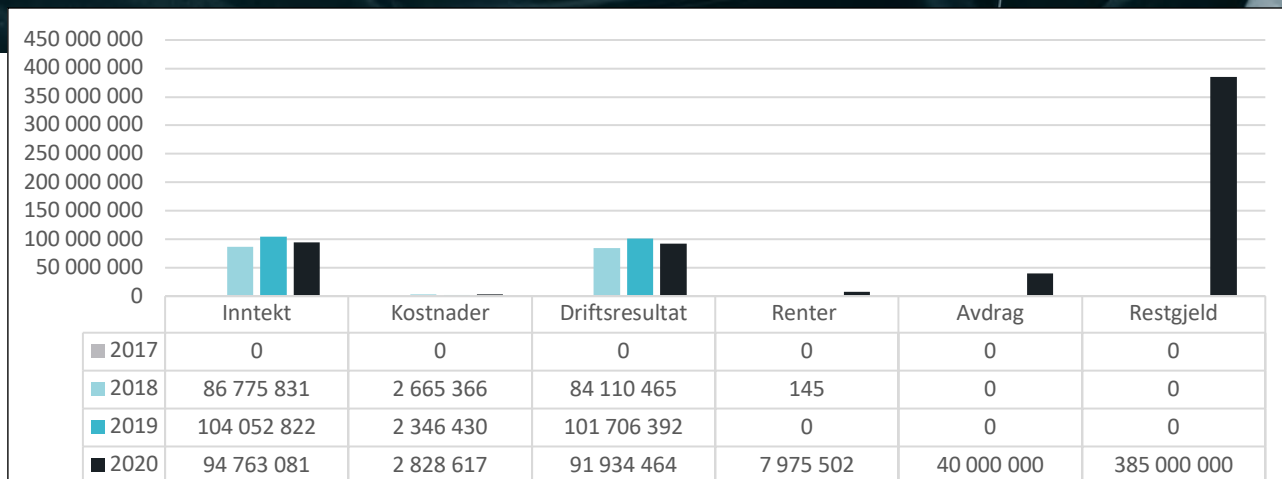 450 000 000
400 000 000
350 000 000
300 000 000
250 000 000
200 000 000
150 000 000
100 000 000
50 000 000
0
Inntekt Kostnader Driftsresultat Renter Avdrag Restgjeld
2017 0 0 0 0 0 0
2018 86 775 831 2 665 366 84 110 465 145 0 0
2019 104 052 822 2 346 430 101 706 392 0 0 0
2020 94 763 081 2 828 617 91 934 464 7 975 502 40 000 000 385 000 000